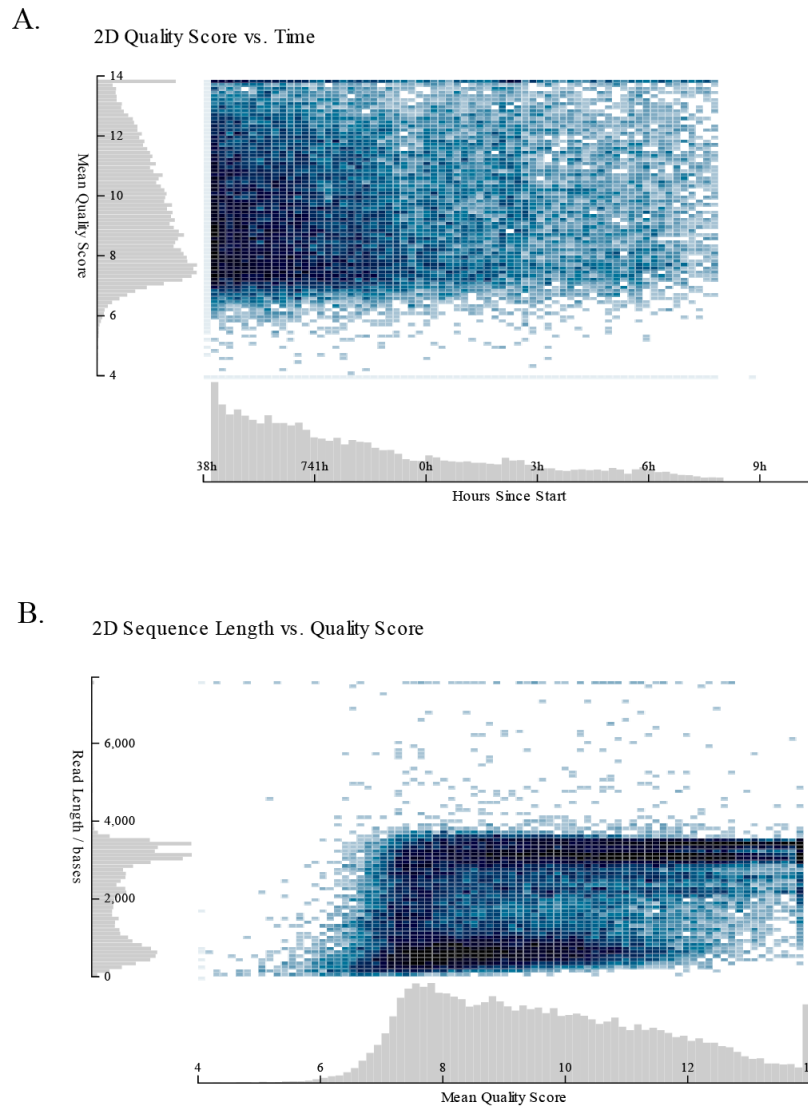 A.
2D Quality Score vs. Time
14
12
10
8
6
4
Mean Quality Score
38h 741h 0h 3h 6h 9h
Hours Since Start
B.
2D Sequence Length vs. Quality Score
6,000
4,000
2,000
0
Read Length / bases
4 6 8 10 12 1
Mean Quality Score